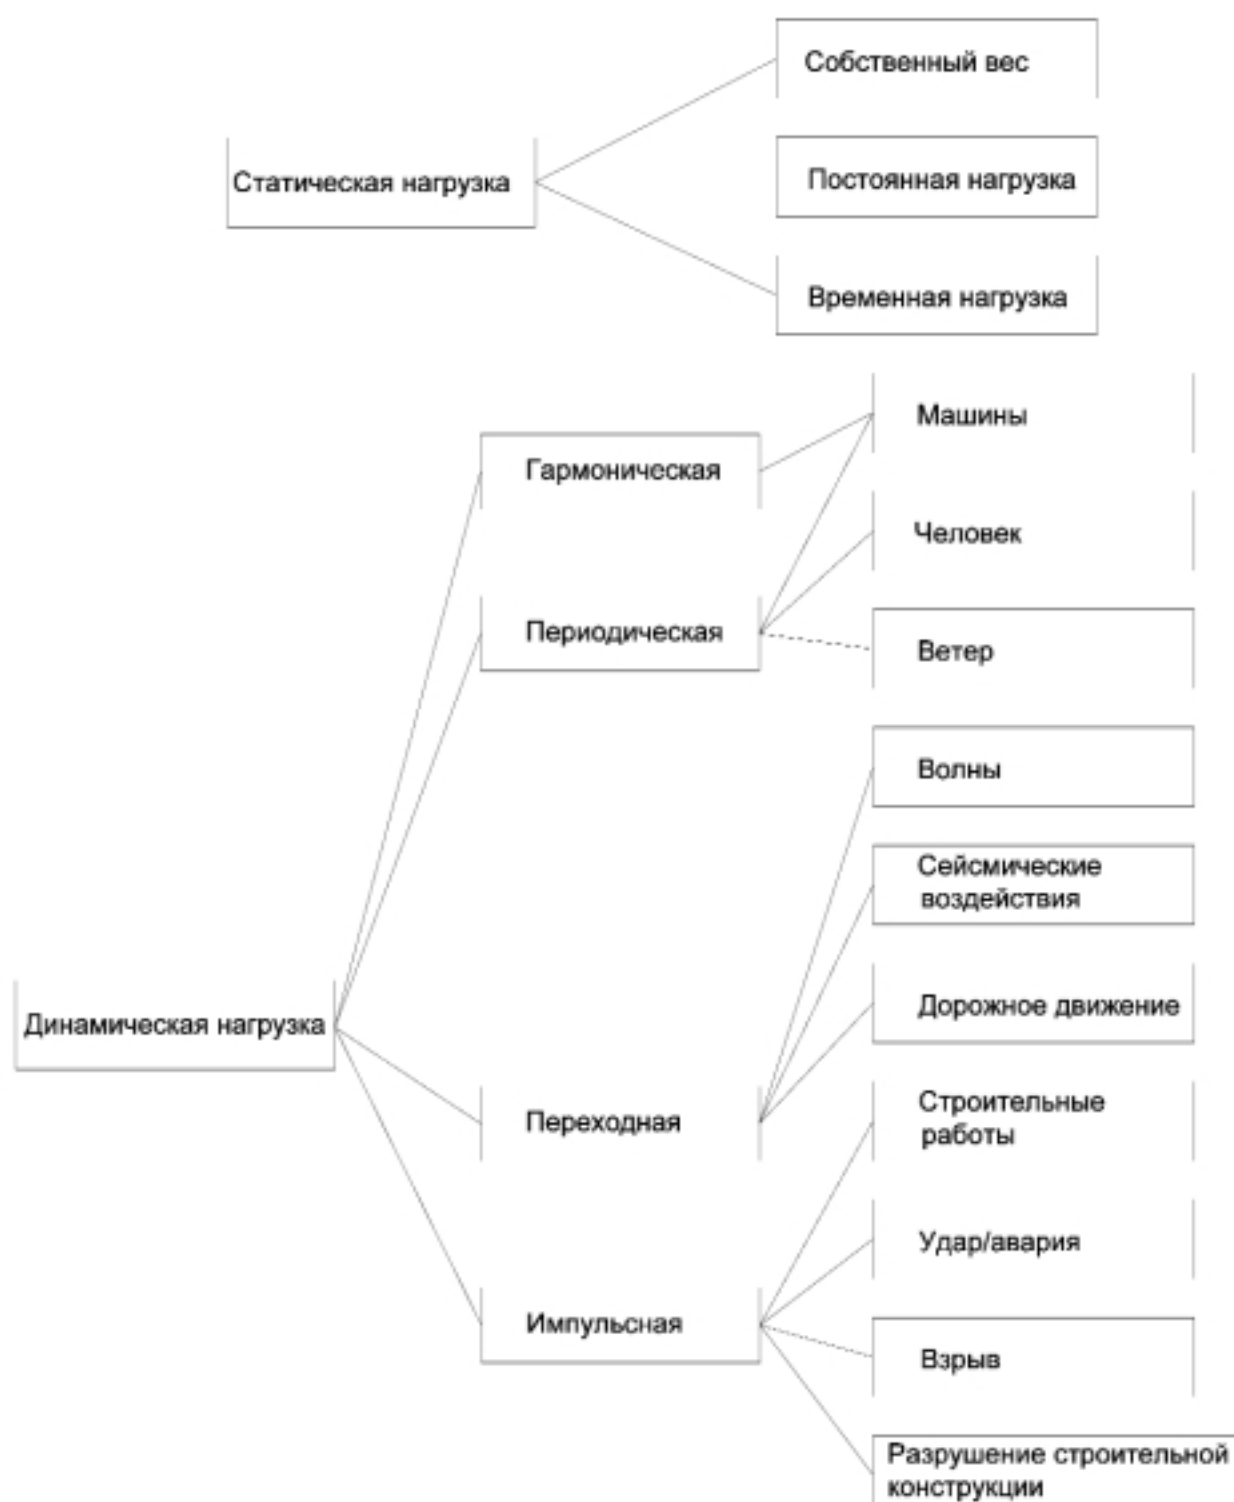 Собственный вес
Статическая нагрузка
Постоянная нагрузка
Временная нагрузка
Машины
Гармоническая
Человек
Периодическая
Ветер
Волны
Сейсмические
воздействия
Дорожное движение
Динамическая нагрузка
Строительные
работы
Переходная
Удар/авария
Импульсная
Взрыв
Разрушение строительной
конструкции